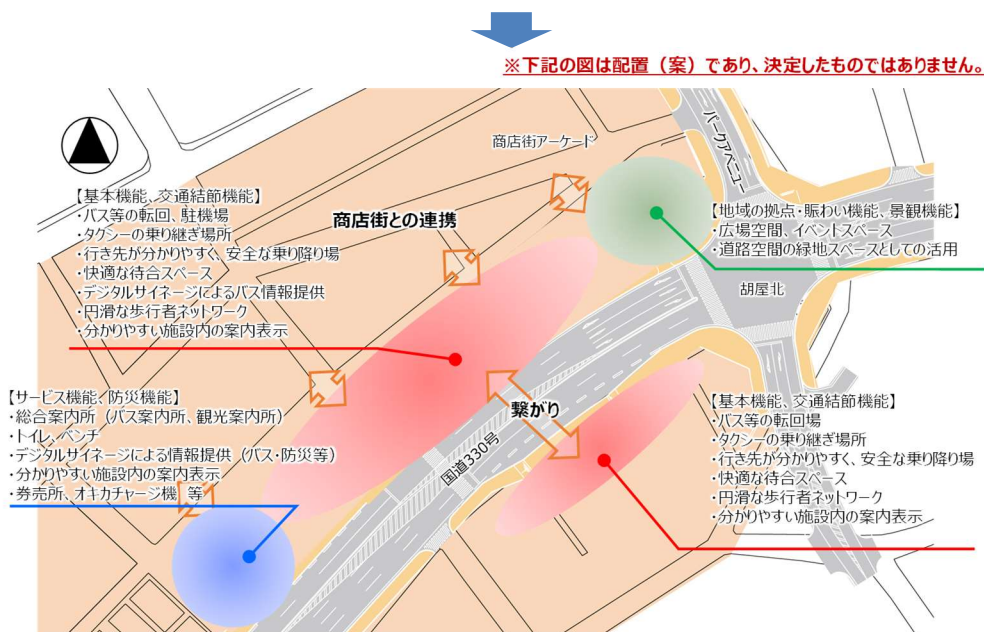 ※下記の図は配置（案）であり、決定したものではありません。
商店街アーケード
パークアベニュー
【基本機能、交通結節機能】
・バス等の転回、駐機場
・タクシーの乗り継ぎ場所
・行き先が分かりやすく、安全な乗り降り場
・快適な待合スペース
・デジタルサイネージによるバス情報提供
・円滑な歩行者ネットワーク
・分かりやすい施設内の案内表示
商店街との連携
【地域の拠点・賑わい機能、景観機能】
・広場空間、イベントスペース
・道路空間の緑地スペースとしての活用
胡屋北
【サービス機能、防災機能】
・総合案内所（バス案内所、観光案内所）
・トイレ、ベンチ
・デジタルサイネージによる情報提供（バス・防災等）
・分かりやすい施設内の案内表示
・券売所、オキカチャージ機 等
繋がり
国道330号
【基本機能、交通結節機能】
・バス等の転回場
・タクシーの乗り継ぎ場所
・行き先が分かりやすく、安全な乗り降り場
・快適な待合スペース
・円滑な歩行者ネットワーク
・分かりやすい施設内の案内表示